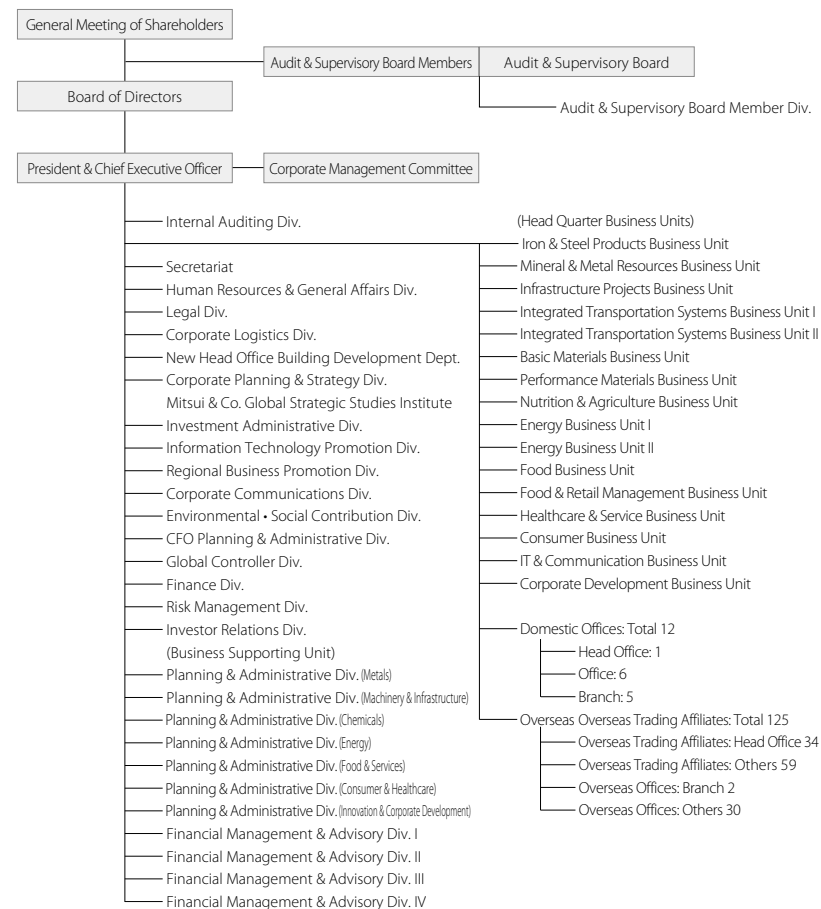 General Meeting of Shareholders
Audit & Supervisory Board Members
Audit & Supervisory Board
Board of Directors
Audit & Supervisory Board Member Div.
President & Chief Executive Officer
Corporate Management Committee
Internal Auditing Div.
Secretariat
Human Resources & General Affairs Div.
Legal Div.
Corporate Logistics Div.
New Head Office Building Development Dept.
Corporate Planning & Strategy Div.
Mitsui & Co. Global Strategic Studies Institute
Investment Administrative Div.
Information Technology Promotion Div.
Regional Business Promotion Div.
Corporate Communications Div.
Environmental • Social Contribution Div.
CFO Planning & Administrative Div.
Global Controller Div.
Finance Div.
Risk Management Div.
Investor Relations Div.
(Business Supporting Unit)
Planning & Administrative Div. (Metals)
Planning & Administrative Div. (Machinery & Infrastructure)
Planning & Administrative Div. (Chemicals)
Planning & Administrative Div. (Energy)
Planning & Administrative Div. (Food & Services)
Planning & Administrative Div. (Consumer & Healthcare)
Planning & Administrative Div. (Innovation & Corporate Development)
Financial Management & Advisory Div. I
Financial Management & Advisory Div. II
Financial Management & Advisory Div. III
Financial Management & Advisory Div. IV
(Head Quarter Business Units)
Iron & Steel Products Business Unit
Mineral & Metal Resources Business Unit
Infrastructure Projects Business Unit
Integrated Transportation Systems Business Unit I
Integrated Transportation Systems Business Unit II
Basic Materials Business Unit
Performance Materials Business Unit
Nutrition & Agriculture Business Unit
Energy Business Unit I
Energy Business Unit II
Food Business Unit
Food & Retail Management Business Unit
Healthcare & Service Business Unit
Consumer Business Unit
IT & Communication Business Unit
Corporate Development Business Unit
Domestic Offices: Total 12
Head Office: 1
Office: 6
Branch: 5
Overseas Overseas Trading Affiliates: Total 125
Overseas Trading Affiliates: Head Office 34
Overseas Trading Affiliates: Others 59
Overseas Offices: Branch 2
Overseas Offices: Others 30